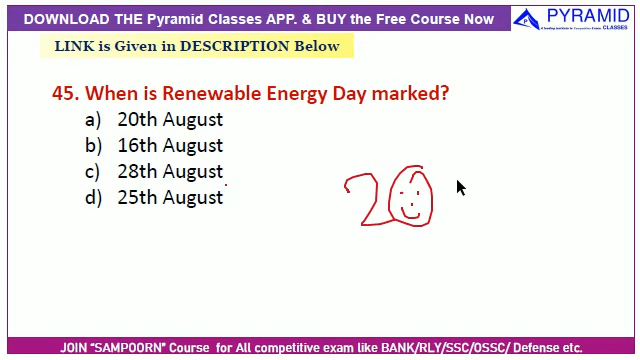 DOWNLOAD THE Pyramid Classes APP. & BUY the Free Course Now
PYRAMID
CLASSES
LINK is Given in DESCRIPTION Below
45. When is Renewable Energy Day marked?
a) 20th August
b) 16th August
c) 28th August
d) 25th August
20
JOIN "SAMPOORN" Course for All competitive exam like BANK/RLY/SSC/OSSC/ Defense etc.